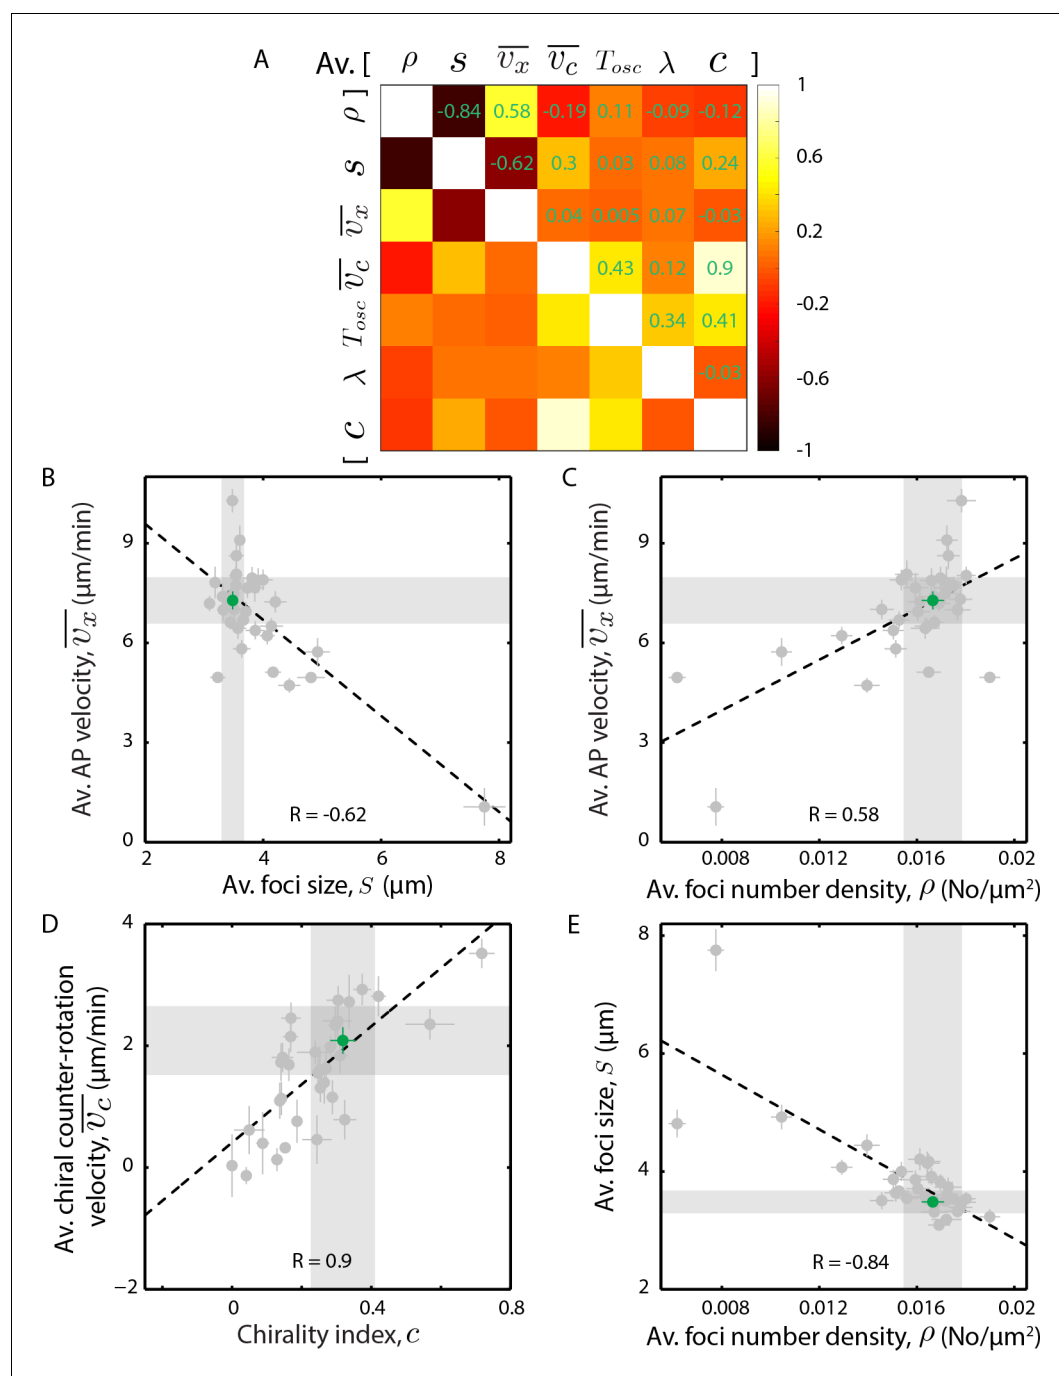 A
Av. [ ρ s v̅ₓ v̅_c T_osc λ c ]
ρ ] -0.84 0.58 -0.19 0.11 -0.09 -0.12
s -0.62 0.3 0.03 0.08 0.24
v̅ₓ 0.04 0.005 0.07 -0.03
v̅_c 0.43 0.12 0.9
T_osc 0.34 0.41
λ -0.03
[ c
1
0.6
0.2
-0.2
-0.6
-1
B
Av. AP velocity, v̅ₓ (μm/min)
9
6
3
0
R = -0.62
2 4 6 8
Av. foci size, s (μm)
C
Av. AP velocity, v̅ₓ (μm/min)
9
6
3
0
R = 0.58
0.008 0.012 0.016 0.02
Av. foci number density, ρ (No/μm²)
D
Av. chiral counter-rotation
velocity, v̅_c (μm/min)
4
2
0
−2
R = 0.9
0 0.4 0.8
Chirality index, c
E
Av. foci size, s (μm)
8
6
4
2
R = -0.84
0.008 0.012 0.016 0.02
Av. foci number density, ρ (No/μm²)